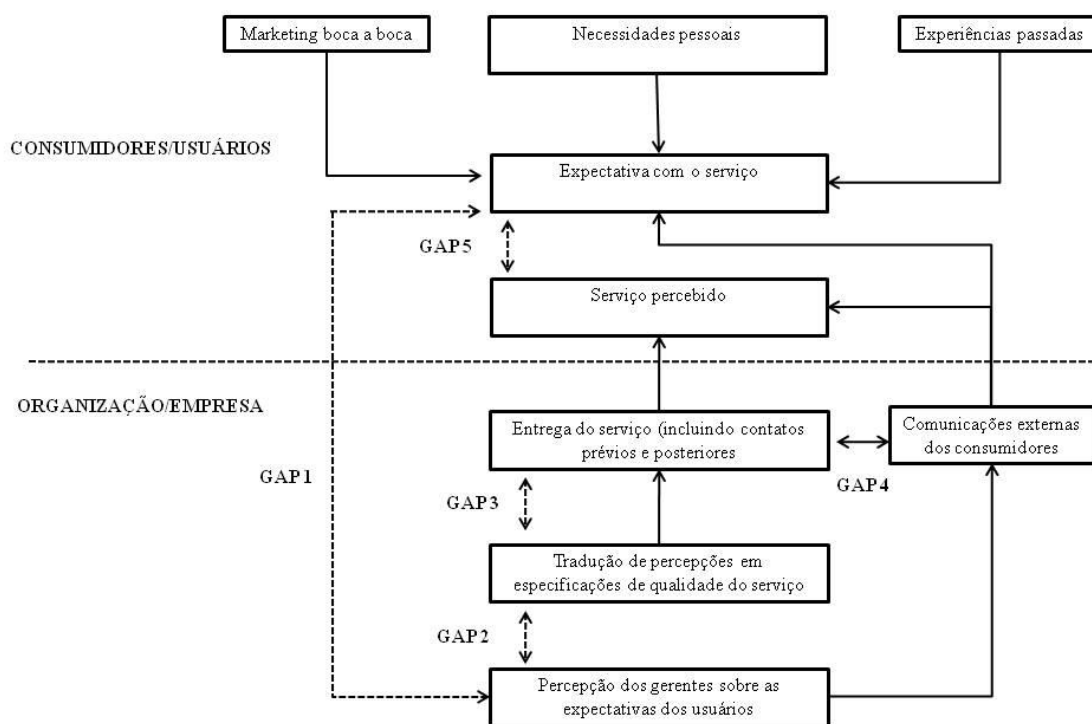 Marketing boca a boca
Necessidades pessoais
Experiências passadas
CONSUMIDORES/USUÁRIOS
Expectativa com o serviço
GAP5
Serviço percebido
ORGANIZAÇÃO/EMPRESA
Entrega do serviço (incluindo contatos
prévios e posteriores
Comunicações externas
dos consumidores
GAP1
GAP4
GAP3
Tradução de percepções em
especificações de qualidade do serviço
GAP2
Percepção dos gerentes sobre as
expectativas dos usuários